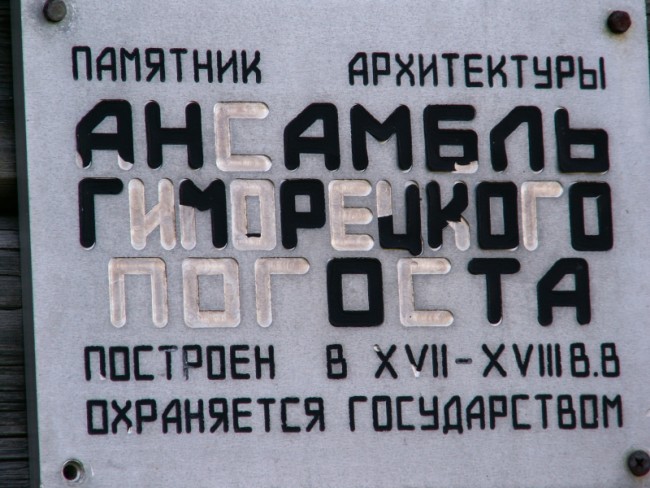 ПАМЯТНИК АРХИТЕКТУРЫ
АНСАМБЛЬ
ГИМОРЕЦКОГО
ПОГОСТА
ПОСТРОЕН В XVII-XVIII В.В
ОХРАНЯЕТСЯ ГОСУДАРСТВОМ